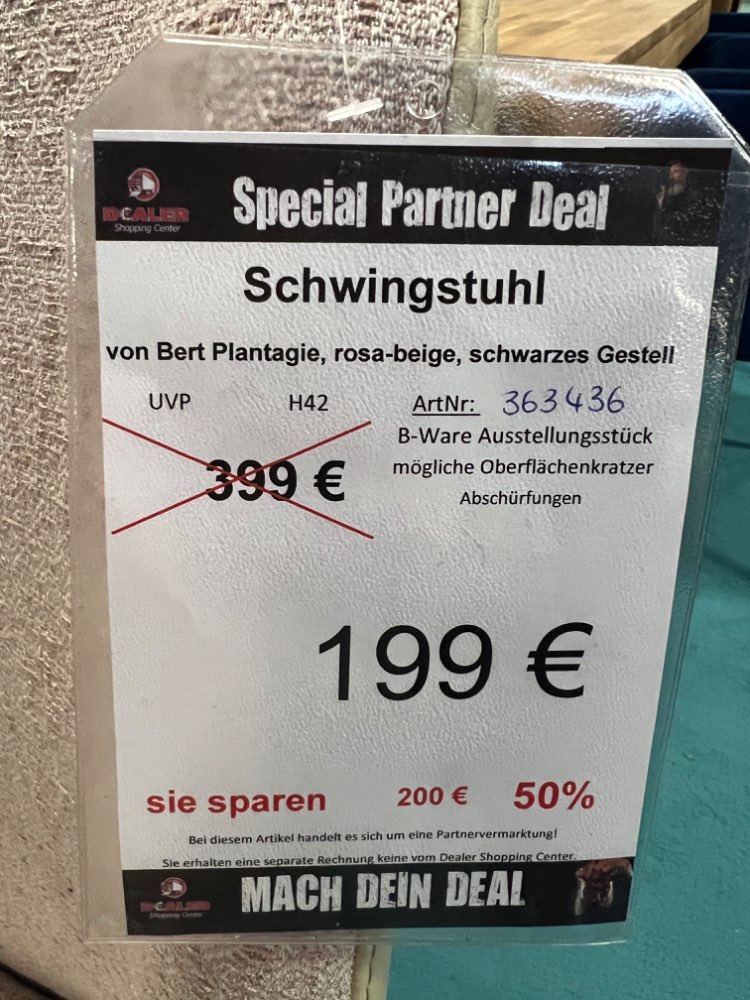 DEALER
Shopping Center
Special Partner Deal
Schwingstuhl
von Bert Plantagie, rosa-beige, schwarzes Gestell
UVP H42 ArtNr: 363436
B-Ware Ausstellungsstück
399 € mögliche Oberflächenkratzer
Abschürfungen
199 €
sie sparen 200 € 50%
Bei diesem Artikel handelt es sich um eine Partnervermarktung!
Sie erhalten eine separate Rechnung keine vom Dealer Shopping Center.
DEALER
Shopping Center
MACH DEIN DEAL